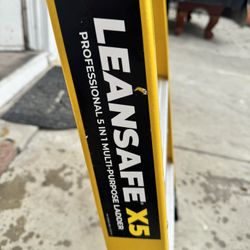 LEANSAFE X5
PROFESSIONAL 5 IN 1 MULTI-PURPOSE LADDER